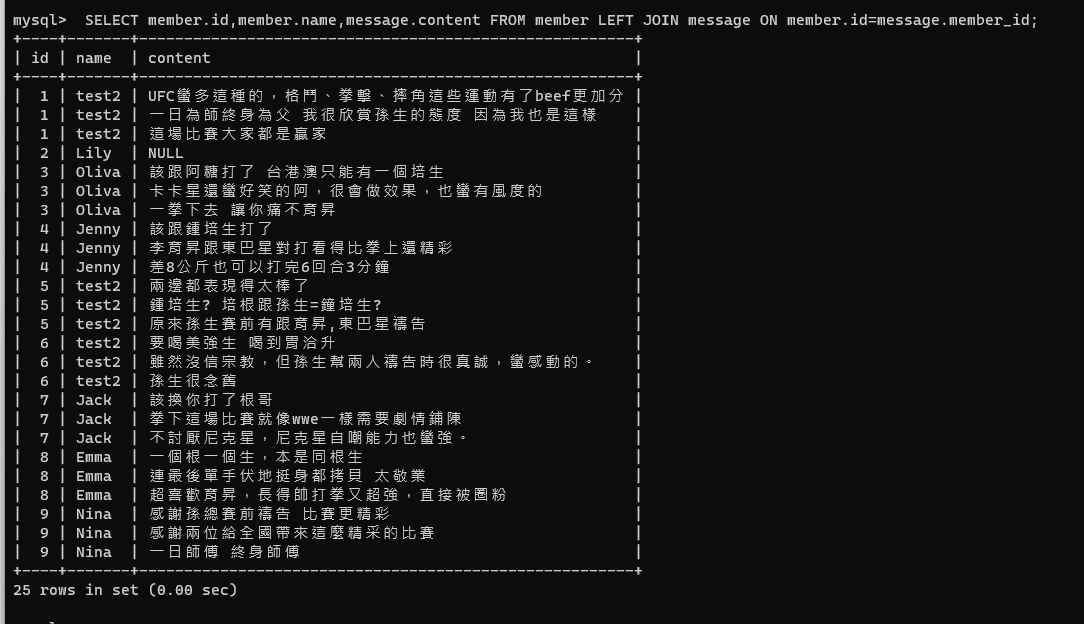 mysql>  SELECT member.id,member.name,message.content FROM member LEFT JOIN message ON member.id=message.member_id;
+----+-------+-------------------------------------------------------+
| id | name  | content                                               |
+----+-------+-------------------------------------------------------+
|  1 | test2 | UFC蠻多這種的，格鬥、拳擊、摔角這些運動有了beef更加分 |
|  1 | test2 | 一日為師終身為父 我很欣賞孫生的態度 因為我也是這樣    |
|  1 | test2 | 這場比賽大家都是贏家                                  |
|  2 | Lily  | NULL                                                  |
|  3 | Oliva | 該跟阿糖打了 台港澳只能有一個培生                     |
|  3 | Oliva | 卡卡星還蠻好笑的阿，很會做效果，也蠻有風度的          |
|  3 | Oliva | 一拳下去 讓你痛不育昇                                 |
|  4 | Jenny | 該跟鍾培生打了                                        |
|  4 | Jenny | 李育昇跟東巴星對打看得比拳上還精彩                    |
|  4 | Jenny | 差8公斤也可以打完6回合3分鐘                           |
|  5 | test2 | 兩邊都表現得太棒了                                    |
|  5 | test2 | 鍾培生? 培根跟孫生=鐘培生?                            |
|  5 | test2 | 原來孫生賽前有跟育昇,東巴星禱告                       |
|  6 | test2 | 要喝美強生 喝到胃洽升                                 |
|  6 | test2 | 雖然沒信宗教，但孫生幫兩人禱告時很真誠，蠻感動的。    |
|  6 | test2 | 孫生很念舊                                            |
|  7 | Jack  | 該換你打了根哥                                        |
|  7 | Jack  | 拳下這場比賽就像wwe一樣需要劇情鋪陳                   |
|  7 | Jack  | 不討厭尼克星，尼克星自嘲能力也蠻強。                  |
|  8 | Emma  | 一個根一個生，本是同根生                              |
|  8 | Emma  | 連最後單手伏地挺身都拷貝 太敬業                       |
|  8 | Emma  | 超喜歡育昇，長得帥打拳又超強，直接被圈粉              |
|  9 | Nina  | 感謝孫總賽前禱告 比賽更精彩                           |
|  9 | Nina  | 感謝兩位給全國帶來這麼精采的比賽                      |
|  9 | Nina  | 一日師傅 終身師傅                                     |
+----+-------+-------------------------------------------------------+
25 rows in set (0.00 sec)